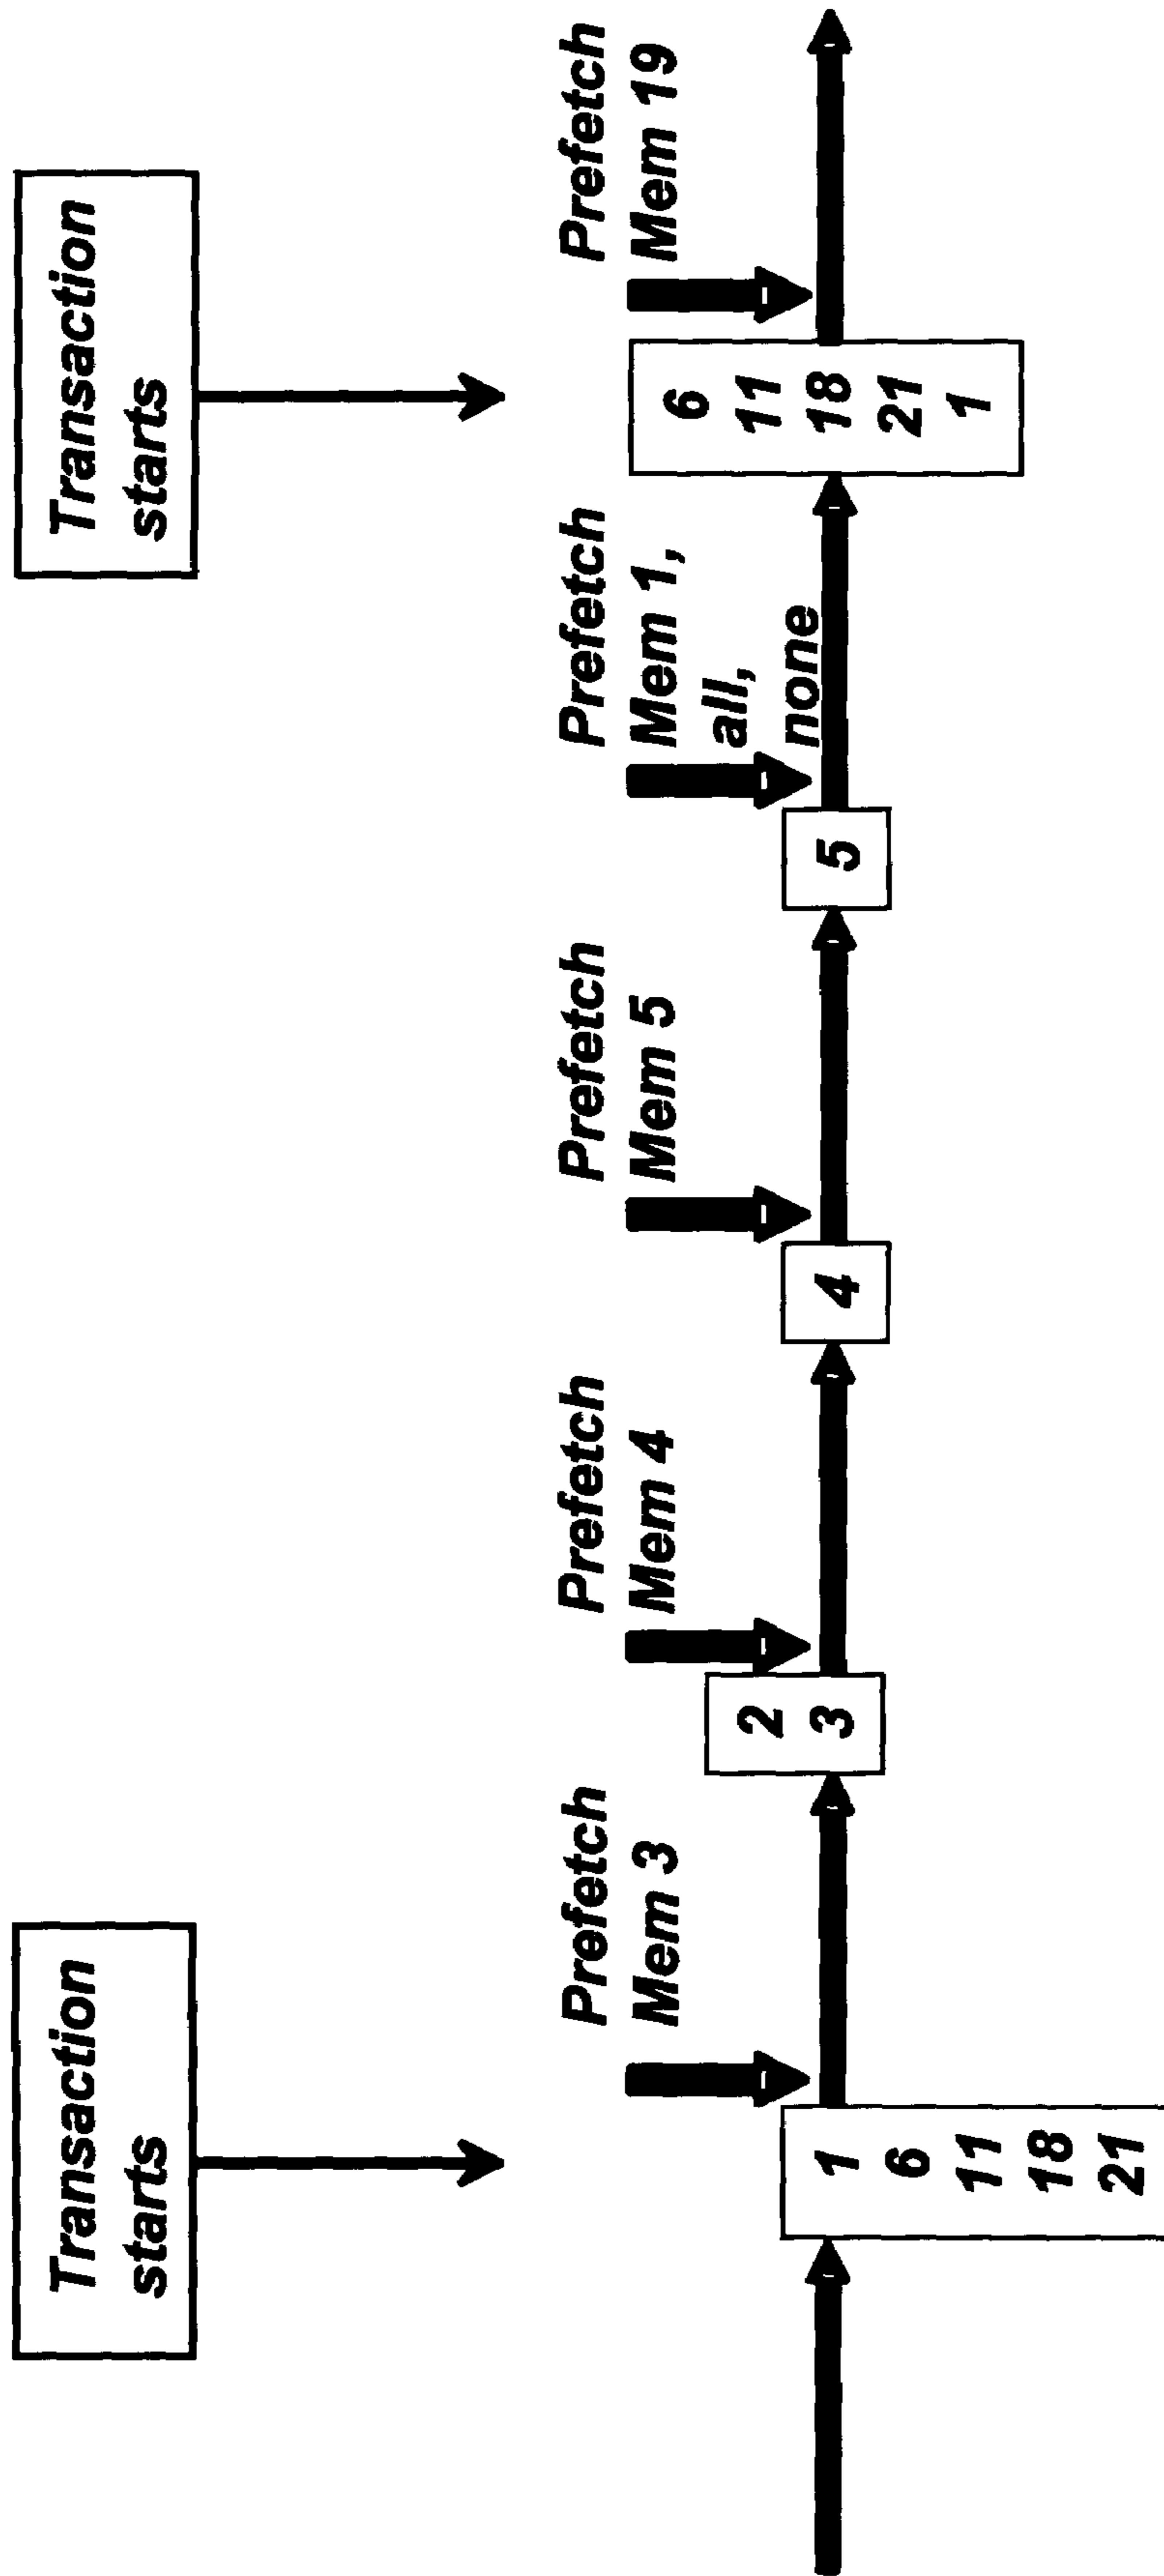 Transaction
starts
Transaction
starts
Prefetch
Mem 3
Prefetch
Mem 4
Prefetch
Mem 5
Prefetch
Mem 1,
all,
none
Prefetch
Mem 19
1
6
11
18
21
2
3
4
5
6
11
18
21
1